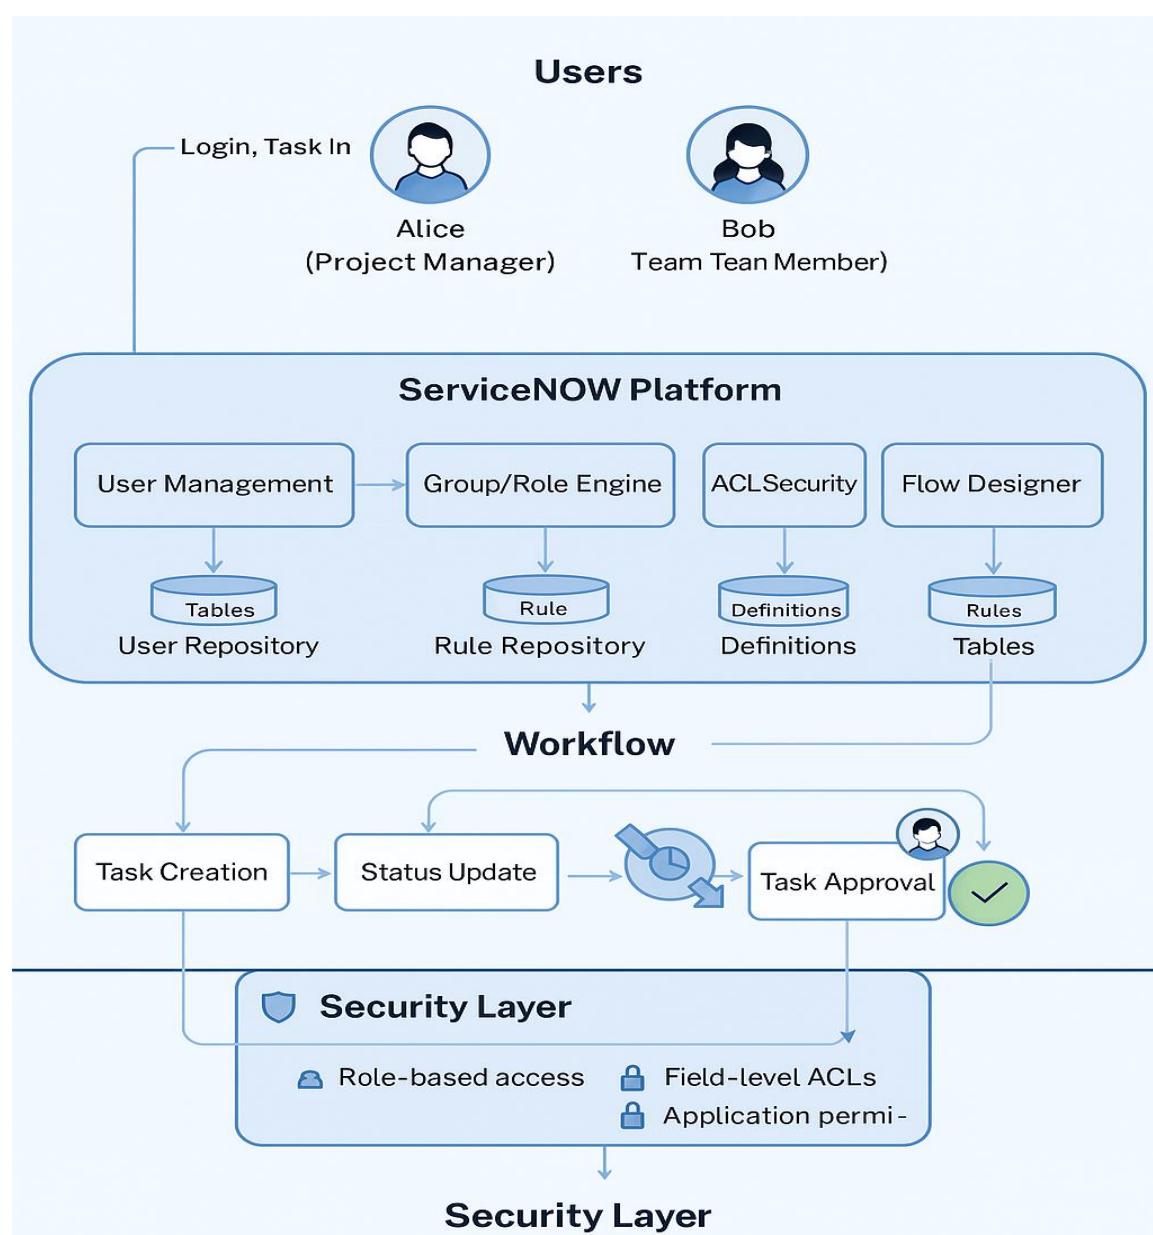 Users
Login, Task In
Alice
(Project Manager)
Bob
Team Tean Member)
ServiceNOW Platform
User Management
Group/Role Engine
ACLSecurity
Flow Designer
Tables
Rule
Definitions
Rules
User Repository
Rule Repository
Definitions
Tables
Workflow
Task Creation
Status Update
Task Approval
Security Layer
Role-based access
Field-level ACLs
Application permi-
Security Layer